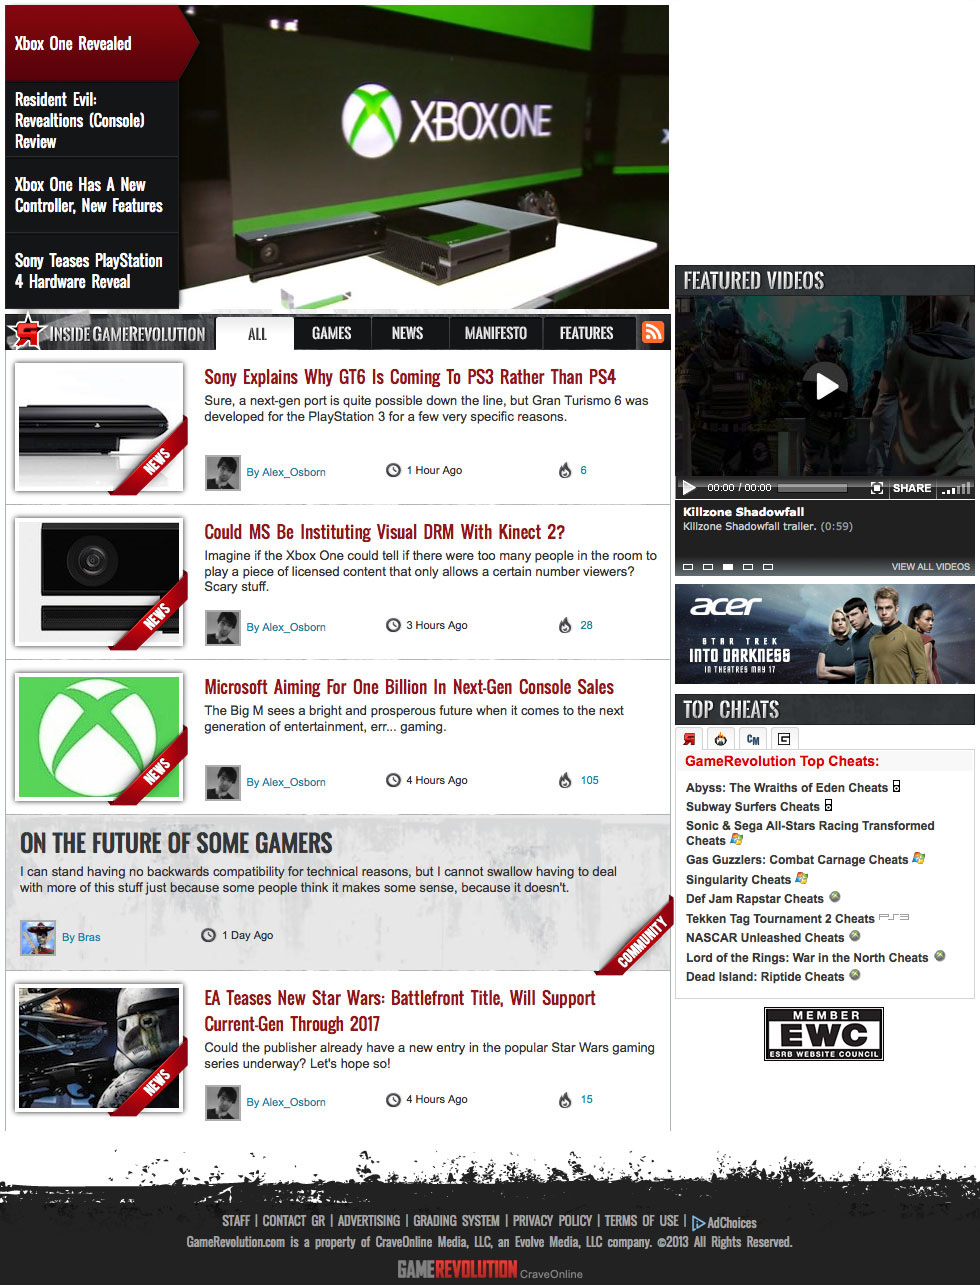 Xbox One Revealed
Resident Evil:
Revealtions (Console)
Review
Xbox One Has A New
Controller, New Features
Sony Teases PlayStation
4 Hardware Reveal
XBOX ONE
INSIDE GAMEREVOLUTION
ALL
GAMES
NEWS
MANIFESTO
FEATURES
Sony Explains Why GT6 Is Coming To PS3 Rather Than PS4
Sure, a next-gen port is quite possible down the line, but Gran Turismo 6 was
developed for the PlayStation 3 for a few very specific reasons.
NEWS
By Alex_Osborn
1 Hour Ago
6
Could MS Be Instituting Visual DRM With Kinect 2?
Imagine if the Xbox One could tell if there were too many people in the room to
play a piece of licensed content that only allows a certain number viewers?
Scary stuff.
NEWS
By Alex_Osborn
3 Hours Ago
28
Microsoft Aiming For One Billion In Next-Gen Console Sales
The Big M sees a bright and prosperous future when it comes to the next
generation of entertainment, err... gaming.
NEWS
By Alex_Osborn
4 Hours Ago
105
ON THE FUTURE OF SOME GAMERS
I can stand having no backwards compatibility for technical reasons, but I cannot swallow having to deal
with more of this stuff just because some people think it makes some sense, because it doesn't.
By Bras
1 Day Ago
COMMUNITY
EA Teases New Star Wars: Battlefront Title, Will Support
Current-Gen Through 2017
Could the publisher already have a new entry in the popular Star Wars gaming
series underway? Let's hope so!
NEWS
By Alex_Osborn
4 Hours Ago
15
FEATURED VIDEOS
00:00 / 00:00
SHARE
Killzone Shadowfall
Killzone Shadowfall trailer. (0:59)
VIEW ALL VIDEOS
acer
STAR TREK
INTO DARKNESS
IN THEATRES MAY 17
TOP CHEATS
CM
G
GameRevolution Top Cheats:
Abyss: The Wraiths of Eden Cheats
Subway Surfers Cheats
Sonic & Sega All-Stars Racing Transformed
Cheats
Gas Guzzlers: Combat Carnage Cheats
Singularity Cheats
Def Jam Rapstar Cheats
Tekken Tag Tournament 2 Cheats PS3
NASCAR Unleashed Cheats
Lord of the Rings: War in the North Cheats
Dead Island: Riptide Cheats
MEMBER
EWC
ESRB WEBSITE COUNCIL
STAFF | CONTACT GR | ADVERTISING | GRADING SYSTEM | PRIVACY POLICY | TERMS OF USE | AdChoices
GameRevolution.com is a property of CraveOnline Media, LLC, an Evolve Media, LLC company. ©2013 All Rights Reserved.
GAMEREVOLUTION CraveOnline